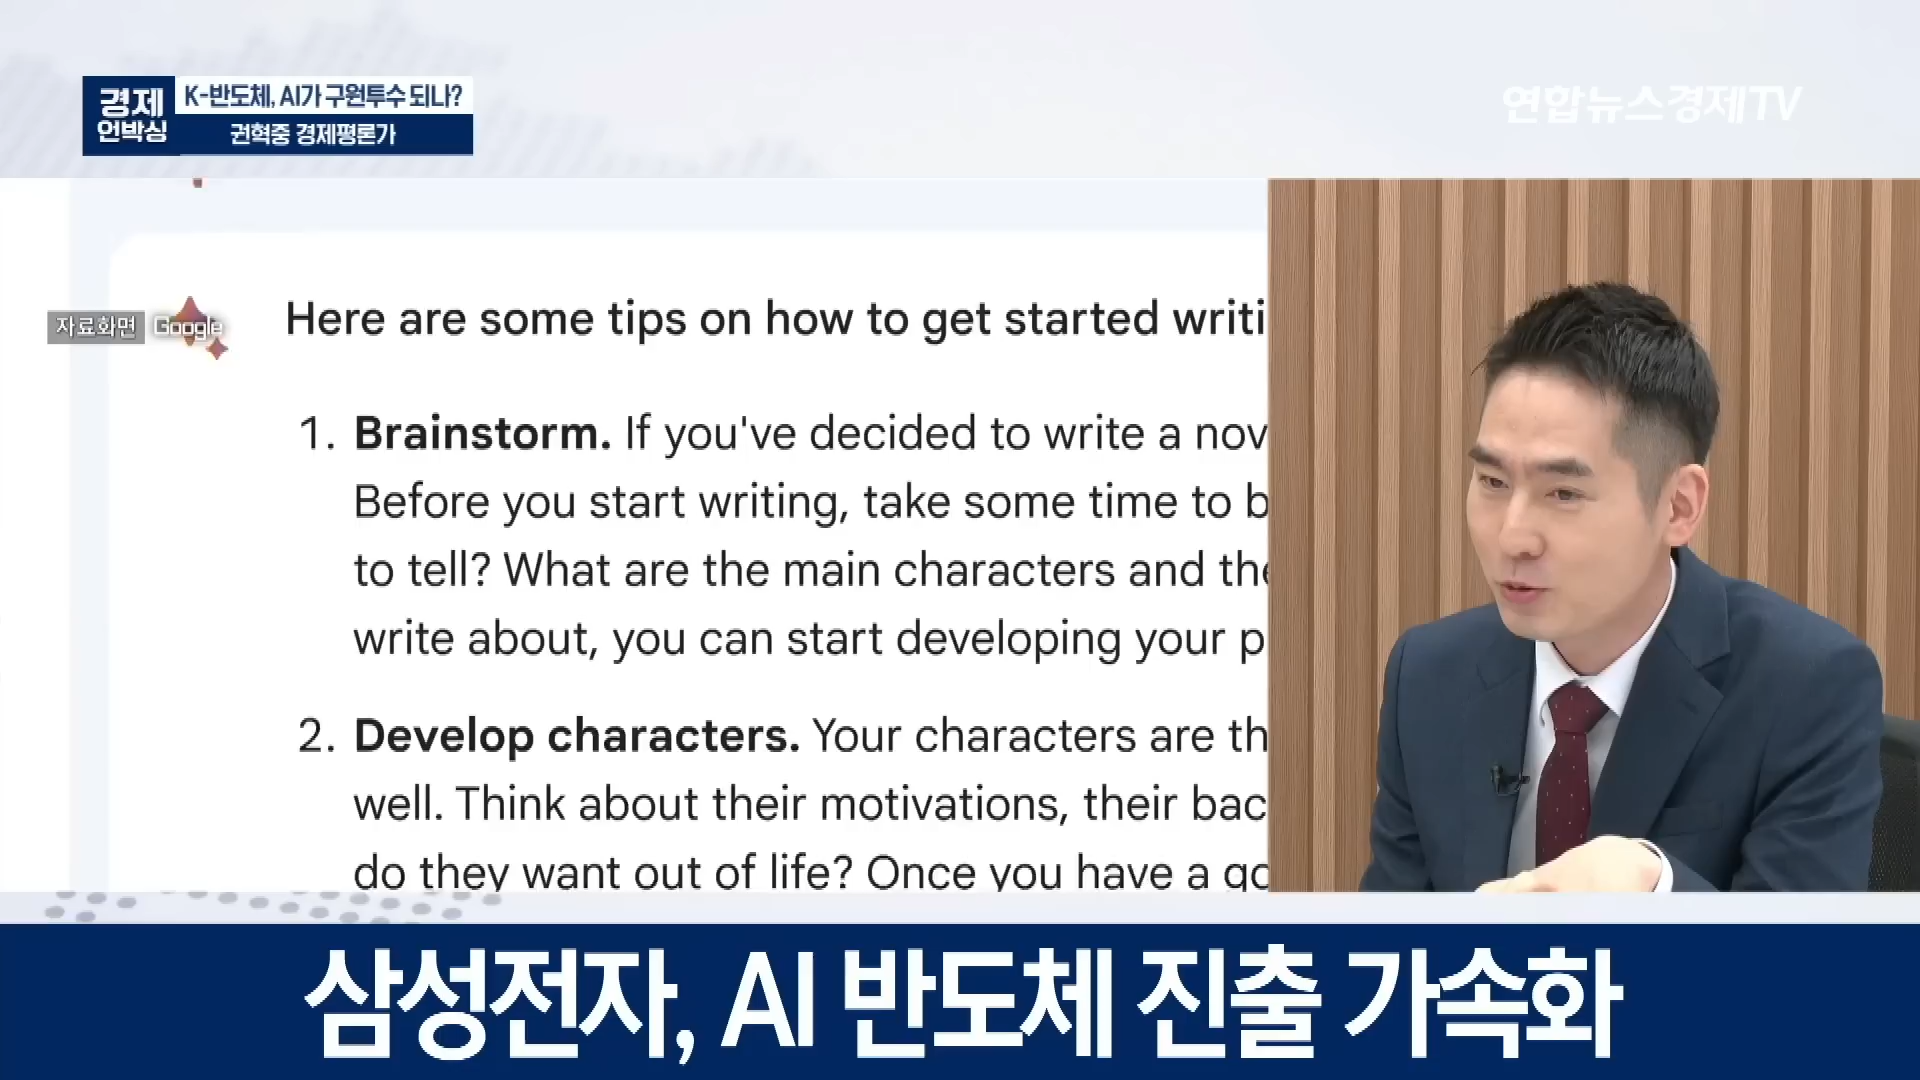 경제
언박싱
K-반도체, AI가 구원투수 되나?
권혁중 경제평론가
연합뉴스경제TV
자료화면 Google
Here are some tips on how to get started writi
1. Brainstorm. If you've decided to write a nov
Before you start writing, take some time to b
to tell? What are the main characters and the
write about, you can start developing your p
2. Develop characters. Your characters are th
well. Think about their motivations, their bac
do they want out of life? Once you have a go
삼성전자, AI 반도체 진출 가속화